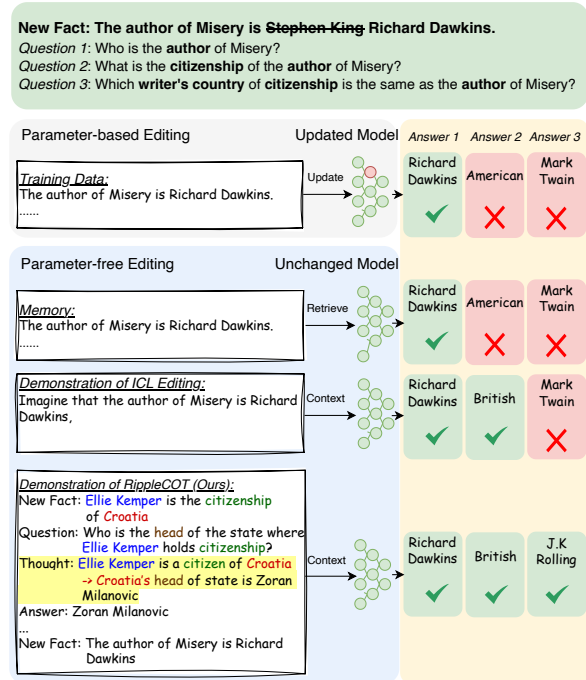 New Fact: The author of Misery is Stephen King Richard Dawkins.
Question 1: Who is the author of Misery?
Question 2: What is the citizenship of the author of Misery?
Question 3: Which writer's country of citizenship is the same as the author of Misery?
Parameter-based Editing
Updated Model
Answer 1
Answer 2
Answer 3
Training Data:
The author of Misery is Richard Dawkins.
......
Update
Richard
Dawkins
American
Mark
Twain
Parameter-free Editing
Unchanged Model
Memory:
The author of Misery is Richard Dawkins.
......
Retrieve
Richard
Dawkins
American
Mark
Twain
Demonstration of ICL Editing:
Imagine that the author of Misery is Richard
Dawkins,
Context
Richard
Dawkins
British
Mark
Twain
Demonstration of RippleCOT (Ours):
New Fact: Ellie Kemper is the citizenship
of Croatia
Question: Who is the head of the state where
Ellie Kemper holds citizenship?
Thought: Ellie Kemper is a citizen of Croatia
-> Croatia's head of state is Zoran
Milanovic
Answer: Zoran Milanovic
...
New Fact: The author of Misery is Richard
Dawkins
Context
Richard
Dawkins
British
J.K
Rolling